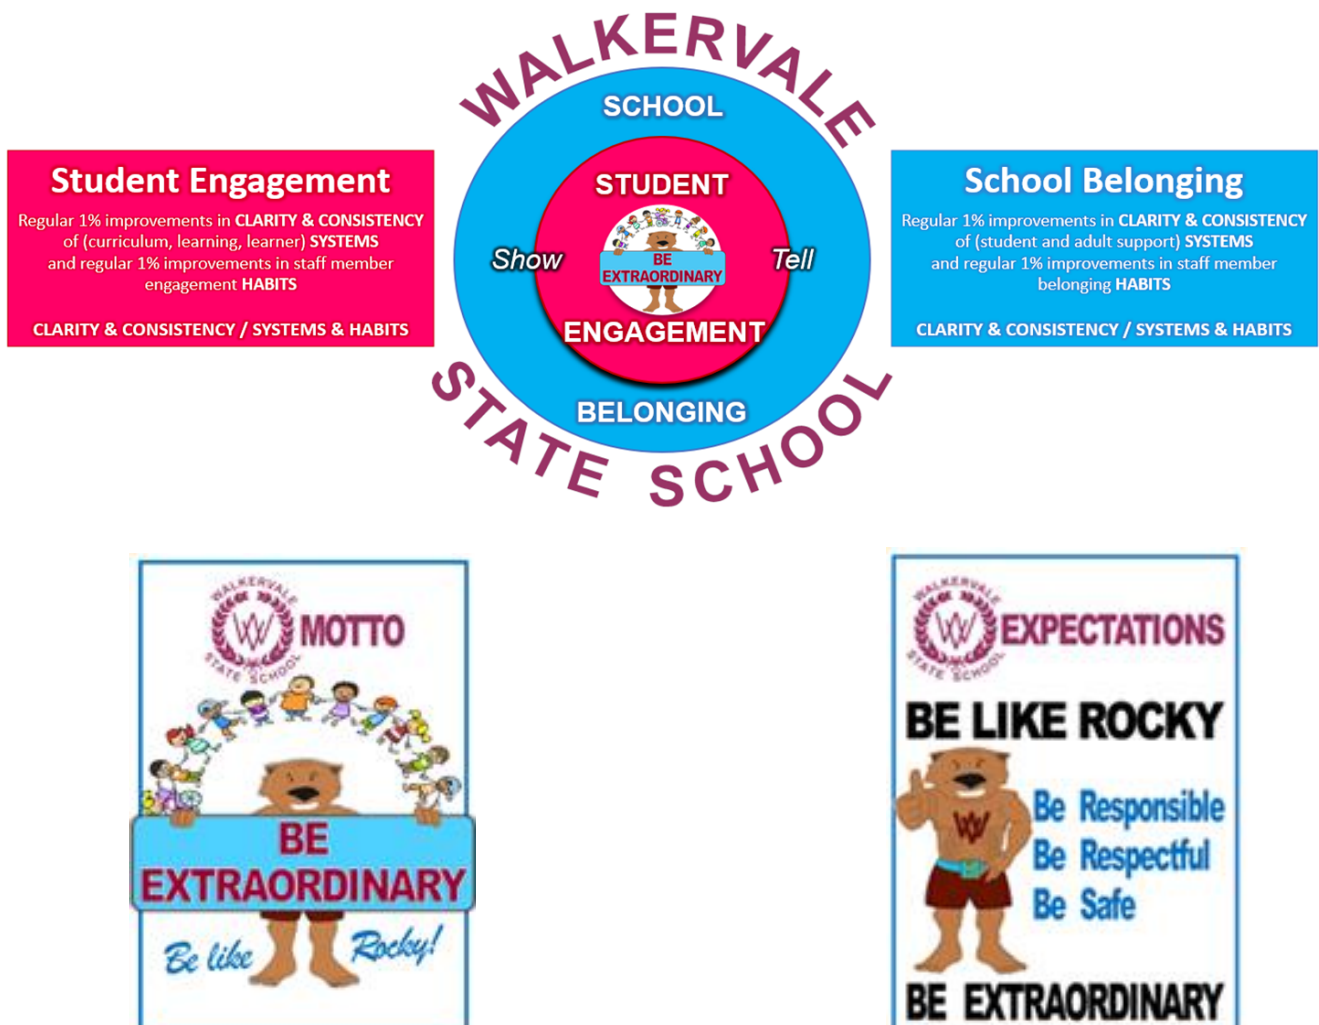 WALKERVALE
SCHOOL
STUDENT
Show
BE
EXTRAORDINARY
Tell
ENGAGEMENT
BELONGING
STATE SCHOOL
Student Engagement
Regular 1% improvements in CLARITY & CONSISTENCY
of (curriculum, learning, learner) SYSTEMS
and regular 1% improvements in staff member
engagement HABITS
CLARITY & CONSISTENCY / SYSTEMS & HABITS
School Belonging
Regular 1% improvements in CLARITY & CONSISTENCY
of (student and adult support) SYSTEMS
and regular 1% improvements in staff member
belonging HABITS
CLARITY & CONSISTENCY / SYSTEMS & HABITS
WALKERVALE
W
STATE SCHOOL
MOTTO
BE
EXTRAORDINARY
Be like Rocky!
WALKERVALE
W
STATE SCHOOL
EXPECTATIONS
BE LIKE ROCKY
W
Be Responsible
Be Respectful
Be Safe
BE EXTRAORDINARY